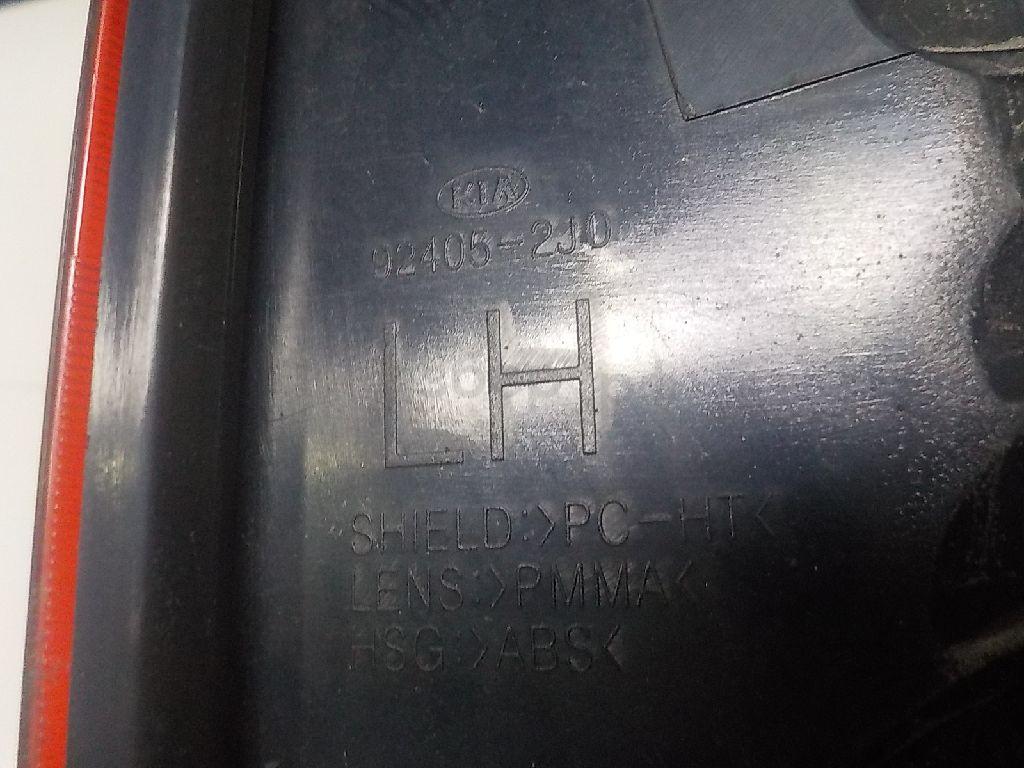 KIA
92405-2J0
LH
SHIELD:>PC-HT<
LENS:>PMMA<
HSG:>ABS<